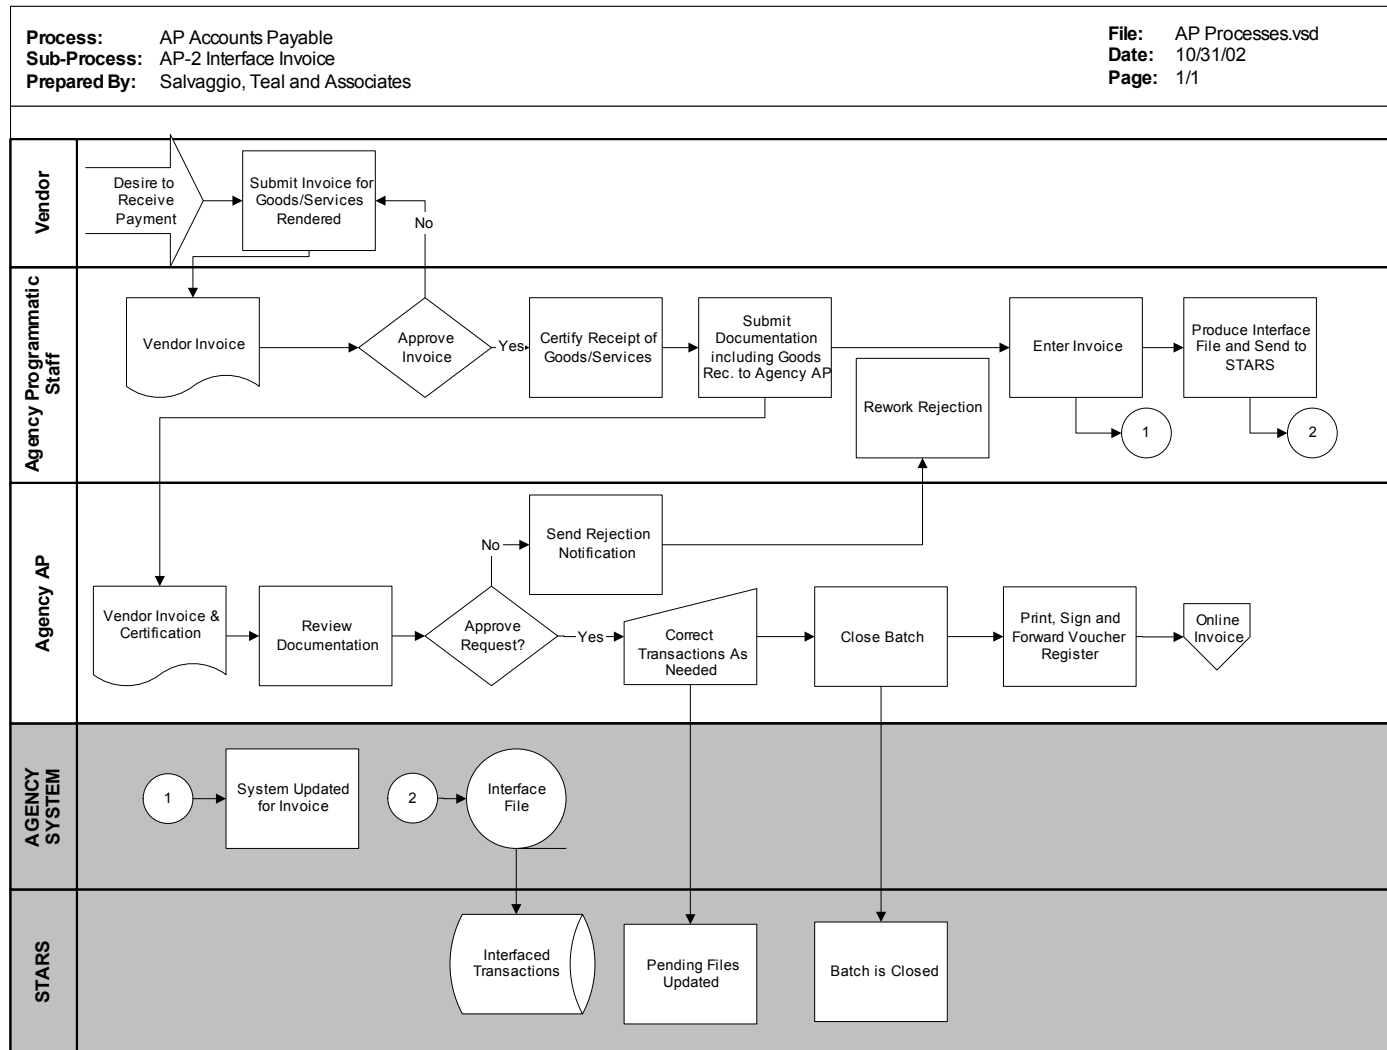 Process: AP Accounts Payable
Sub-Process: AP-2 Interface Invoice
Prepared By: Salvaggio, Teal and Associates
File: AP Processes.vsd
Date: 10/31/02
Page: 1/1
Vendor
Desire to
Receive
Payment
Submit Invoice for
Goods/Services
Rendered
No
Agency Programmatic
Staff
Vendor Invoice
Approve
Invoice
Yes
Certify Receipt of
Goods/Services
Submit
Documentation
including Goods
Rec. to Agency AP
Rework Rejection
Enter Invoice
Produce Interface
File and Send to
STARS
1
2
Agency AP
Vendor Invoice &
Certification
Review
Documentation
Approve
Request?
No
Send Rejection
Notification
Yes
Correct
Transactions As
Needed
Close Batch
Print, Sign and
Forward Voucher
Register
Online
Invoice
AGENCY
SYSTEM
1
System Updated
for Invoice
2
Interface
File
STARS
Interfaced
Transactions
Pending Files
Updated
Batch is Closed